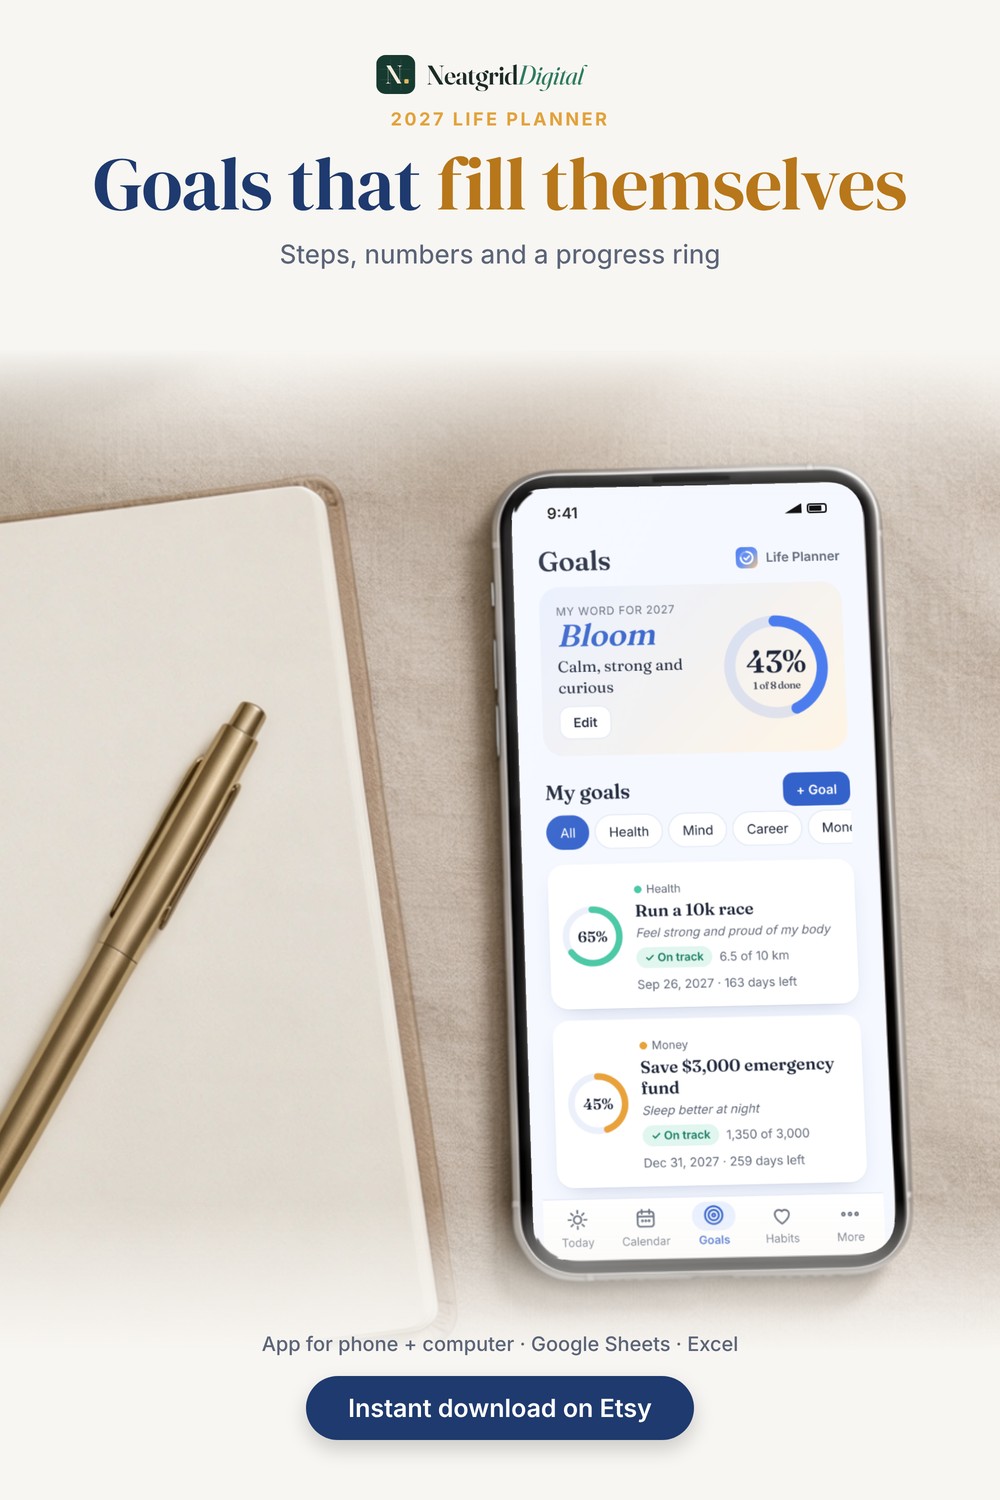 N.
NeatgridDigital
2027 LIFE PLANNER
Goals that fill themselves
Steps, numbers and a progress ring
9:41
Goals
Life Planner
MY WORD FOR 2027
Bloom
Calm, strong and
curious
Edit
43%
1 of 8 done
My goals
+ Goal
All
Health
Mind
Career
Mone
65%
Health
Run a 10k race
Feel strong and proud of my body
✓ On track 6.5 of 10 km
Sep 26, 2027 · 163 days left
45%
Money
Save $3,000 emergency
fund
Sleep better at night
✓ On track 1,350 of 3,000
Dec 31, 2027 · 259 days left
Today
Calendar
Goals
Habits
More
App for phone + computer · Google Sheets · Excel
Instant download on Etsy